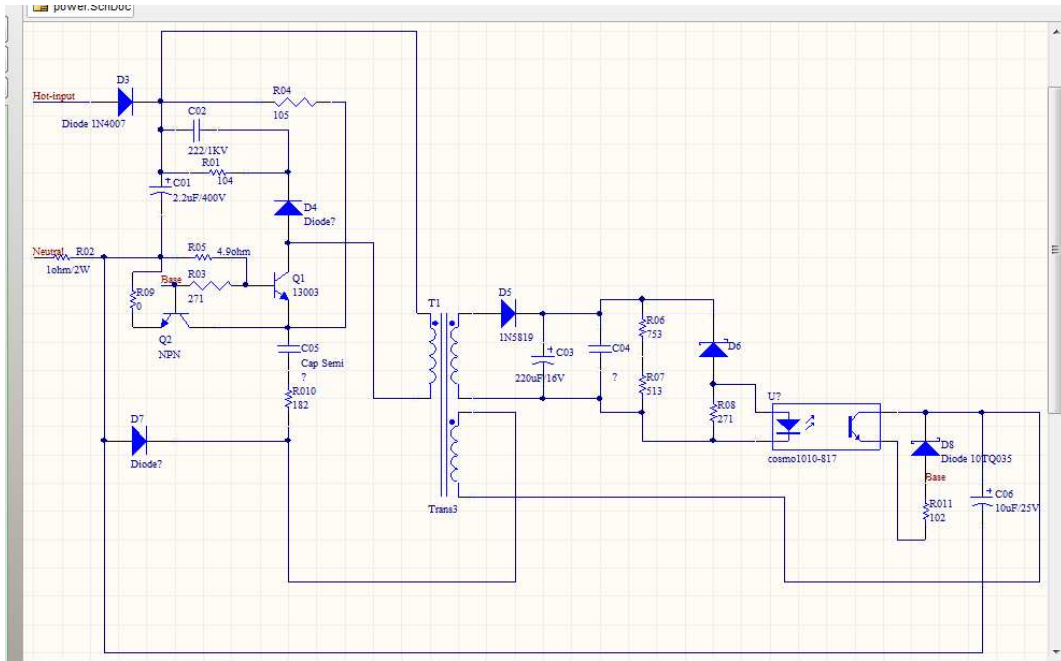 power.SchDoc
Hot-input
D3
Diode 1N4007
R04
105
C02
222/1KV
R01
104
C01
2.2uF/400V
D4
Diode?
Neutral
R02
1ohm/2W
R05
4.9ohm
Base
R03
271
Q1
13003
R09
0
Q2
NPN
C05
Cap Semi
?
R010
182
D7
Diode?
T1
Trans3
D5
1N5819
C03
220uF/16V
C04
?
R06
753
R07
513
D6
R08
271
U?
cosmo1010-817
D8
Diode 10TQ035
Base
R011
102
C06
10uF/25V